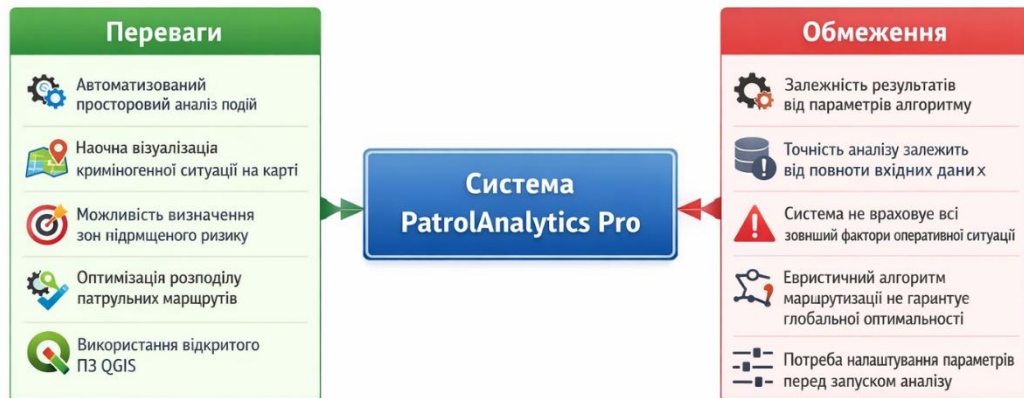 Переваги
Автоматизований
просторовий аналіз подій
Наочна візуалізація
криміногенної ситуації на карті
Можливість визначення
зон підрмщеного ризику
Оптимізація розподілу
патрульних маршрутів
Використання відкритого
ПЗ QGIS
Система
PatrolAnalytics Pro
Обмеження
Залежність результатів
від параметрів алгоритму
Точність аналізу залежить
від повноти вхідних даних
Система не враховує всі
зовнший фактори оперативної ситуації
Евристичний алгоритм
маршрутизації не гарантує
глобальної оптимальності
Потреба налаштування параметрів
перед запуском аналізу